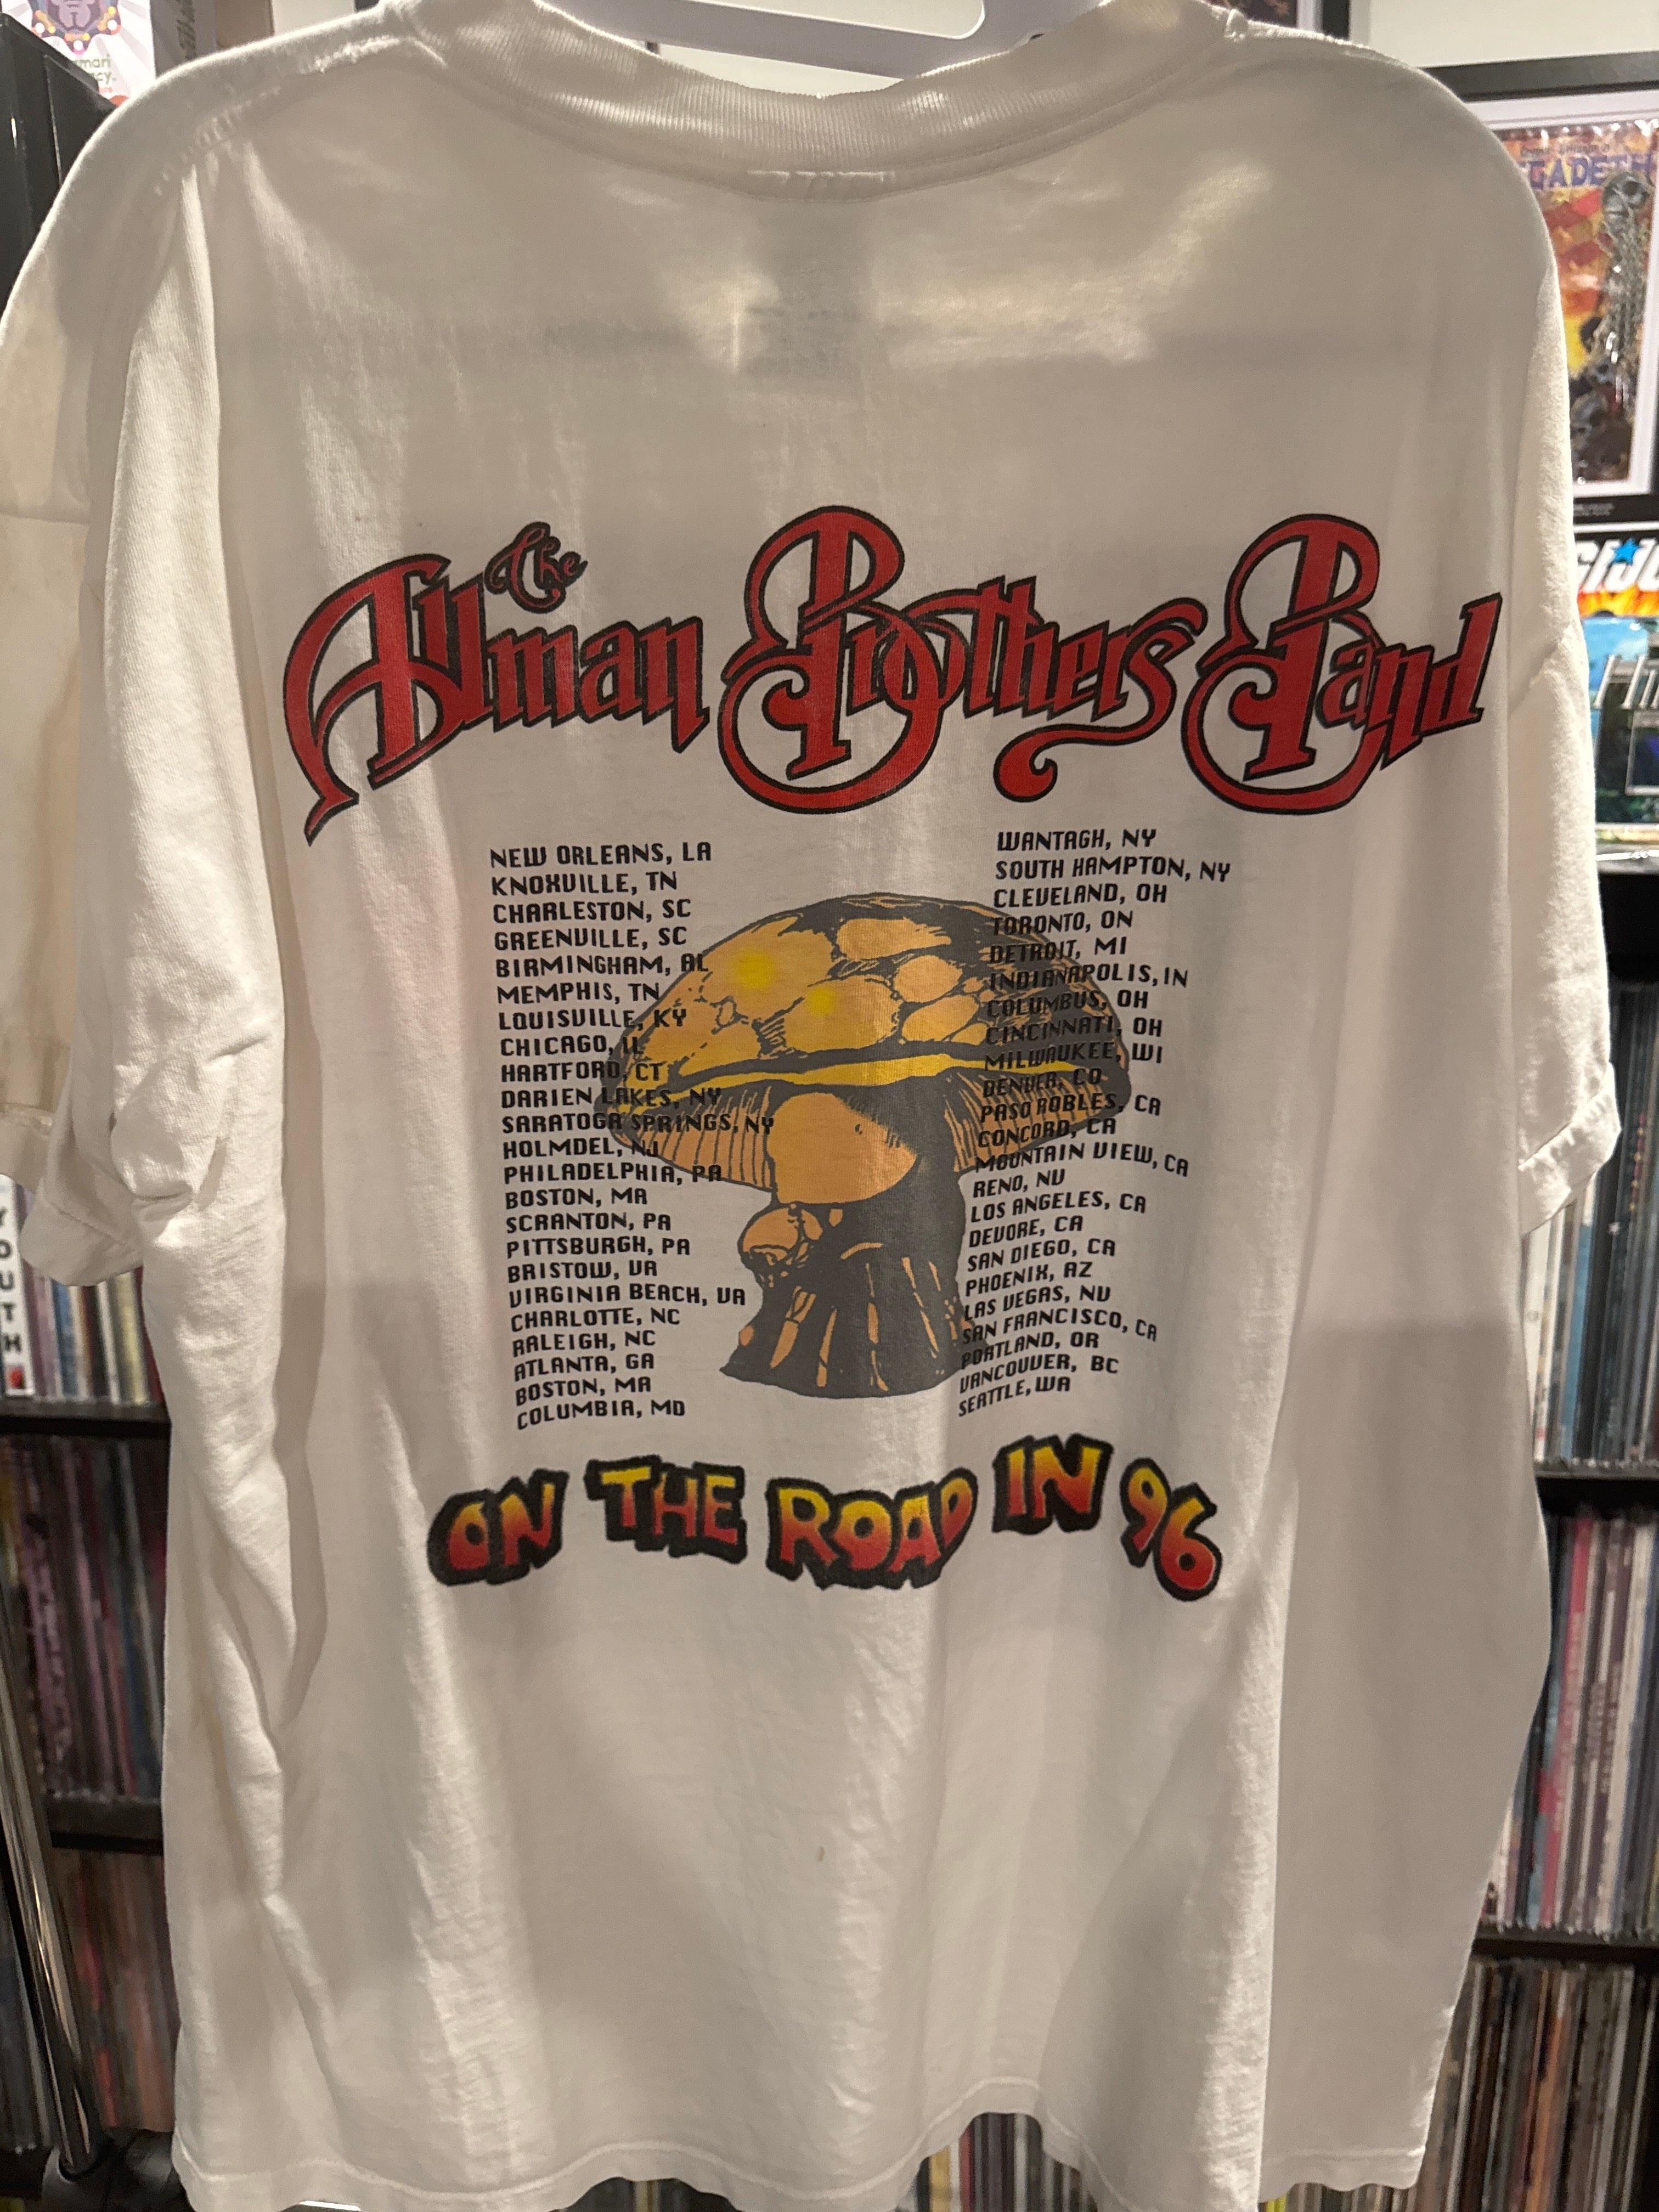 The Allman Brothers Band
NEW ORLEANS, LA
KNOXVILLE, TN
CHARLESTON, SC
GREENVILLE, SC
BIRMINGHAM, AL
MEMPHIS, TN
LOUISVILLE, KY
CHICAGO, IL
HARTFORD, CT
DARIEN LAKES, NY
SARATOGA SPRINGS, NY
HOLMDEL, NJ
PHILADELPHIA, PA
BOSTON, MA
SCRANTON, PA
PITTSBURGH, PA
BRISTOW, VA
VIRGINIA BEACH, VA
CHARLOTTE, NC
RALEIGH, NC
ATLANTA, GA
BOSTON, MA
COLUMBIA, MD
WANTAGH, NY
SOUTH HAMPTON, NY
CLEVELAND, OH
TORONTO, ON
DETROIT, MI
INDIANAPOLIS, IN
COLUMBUS, OH
CINCINNATI, OH
MILWAUKEE, WI
DENVER, CO
PASO ROBLES, CA
CONCORD, CA
MOUNTAIN VIEW, CA
RENO, NV
LOS ANGELES, CA
DEVORE, CA
SAN DIEGO, CA
PHOENIX, AZ
LAS VEGAS, NV
SAN FRANCISCO, CA
PORTLAND, OR
VANCOUVER, BC
SEATTLE, WA
ON THE ROAD IN 96
GADETH
YOUTH